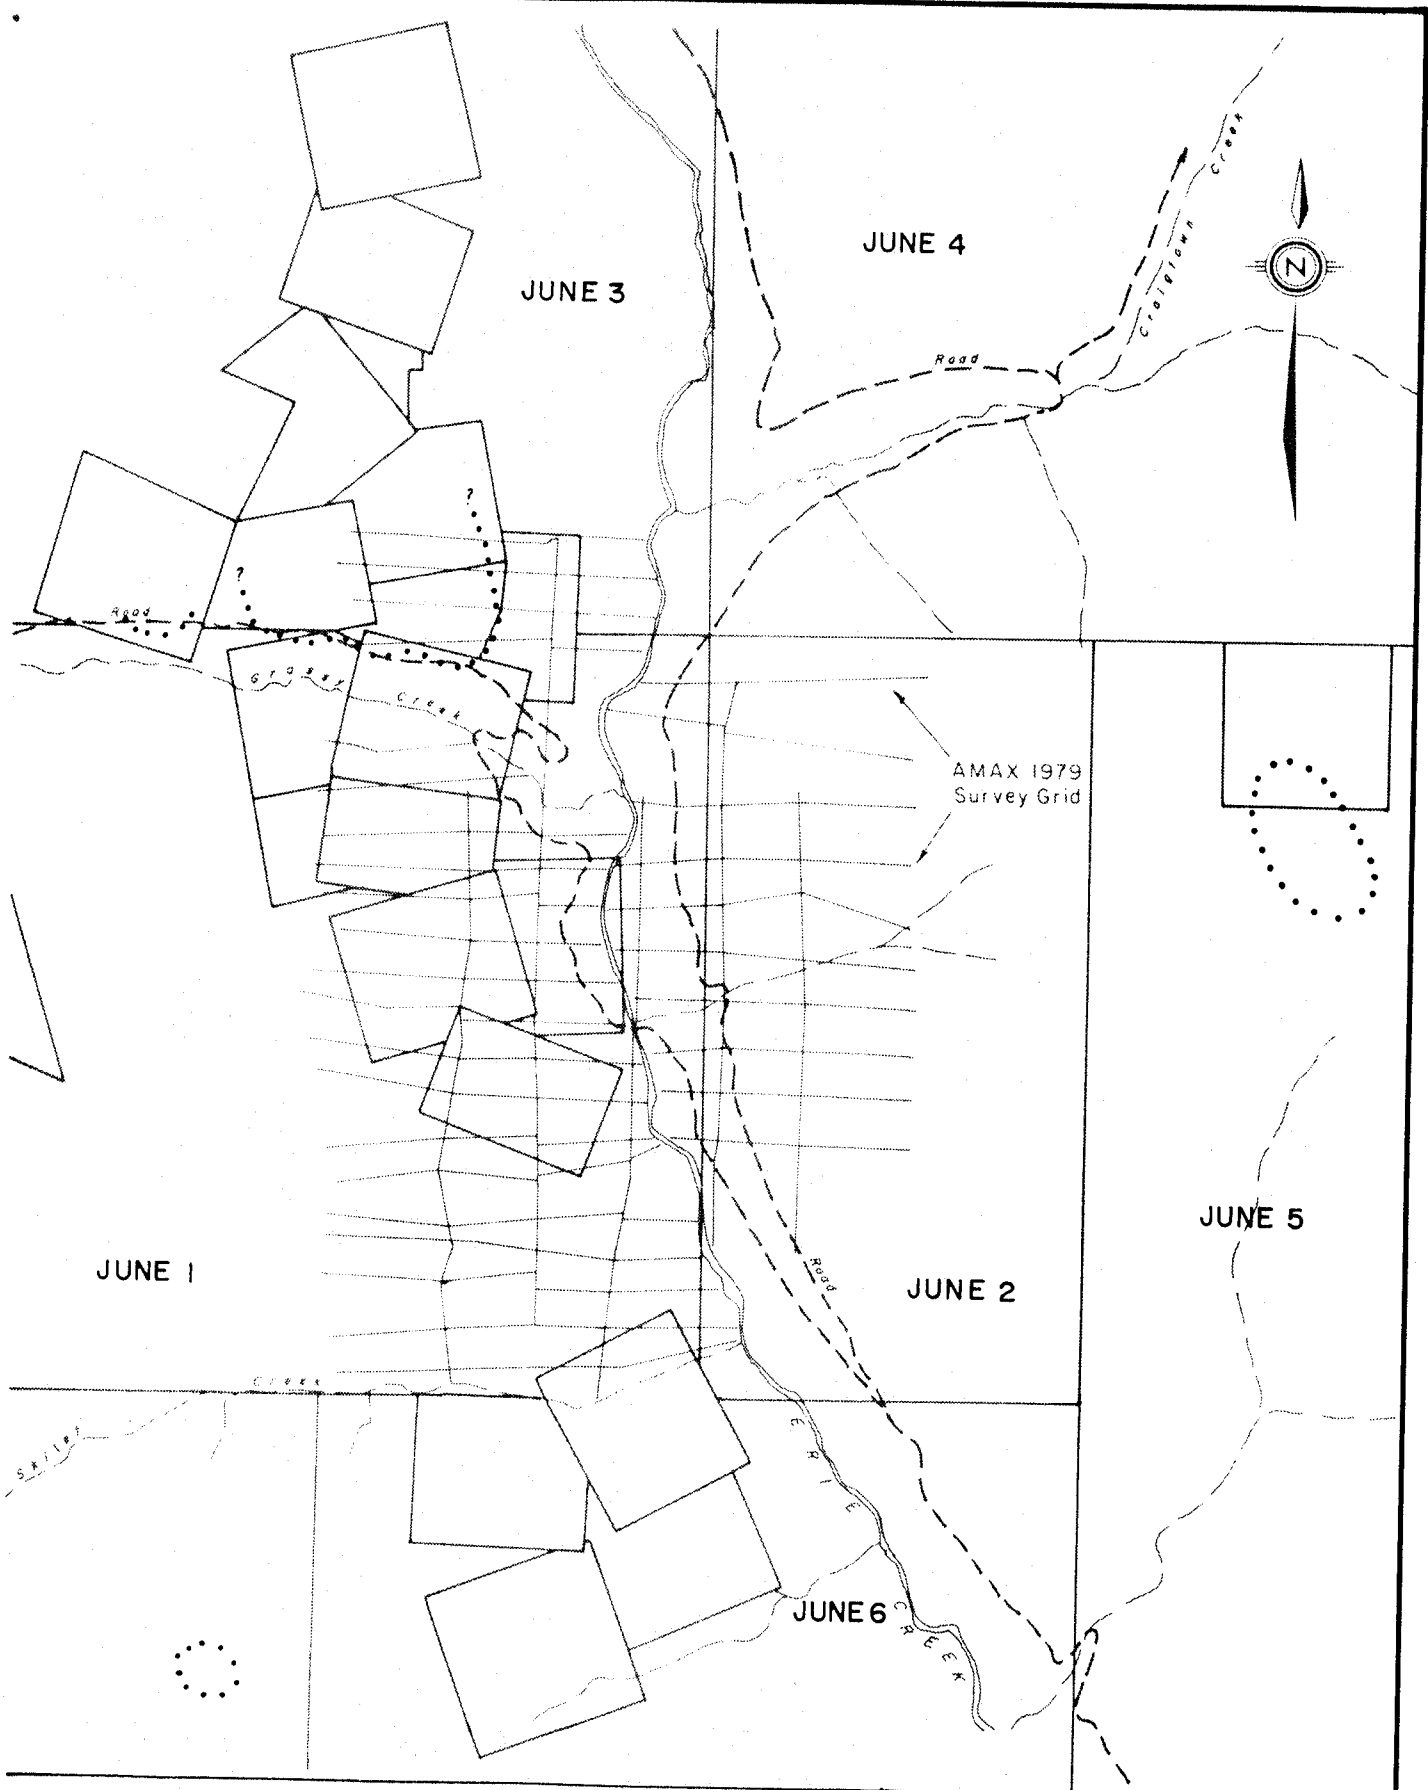 JUNE 4
JUNE 3
Craigtown Creek
N
Road
?
?
Road
Grassy Creek
AMAX 1979
Survey Grid
JUNE 5
JUNE 1
JUNE 2
Road
Creek
ERIE CREEK
JUNE 6